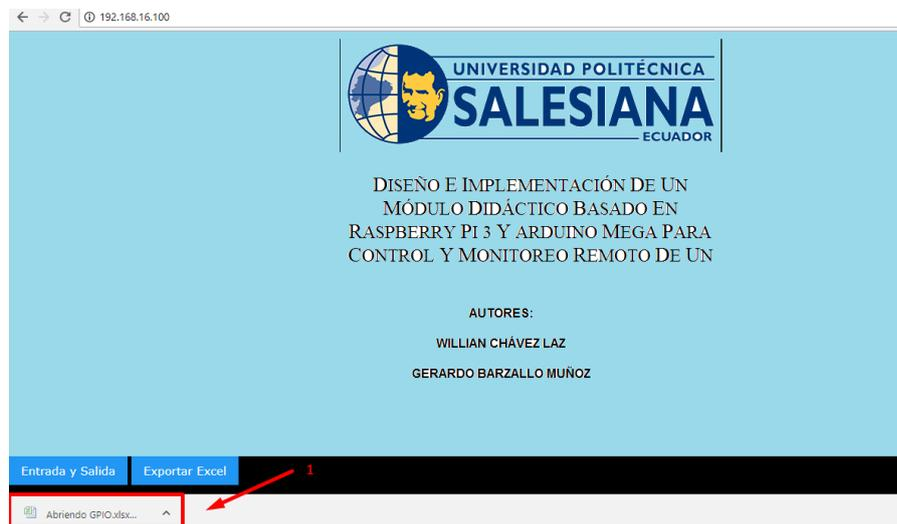 192.168.16.100
UNIVERSIDAD POLITÉCNICA
SALESIANA
ECUADOR
DISEÑO E IMPLEMENTACIÓN DE UN
MÓDULO DIDÁCTICO BASADO EN
RASPBERRY PI 3 Y ARDUINO MEGA PARA
CONTROL Y MONITOREO REMOTO DE UN
AUTORES:
WILLIAN CHÁVEZ LAZ
GERARDO BARZALLO MUÑOZ
Entrada y Salida Exportar Excel 1
Abriendo GPIO.xlsx...